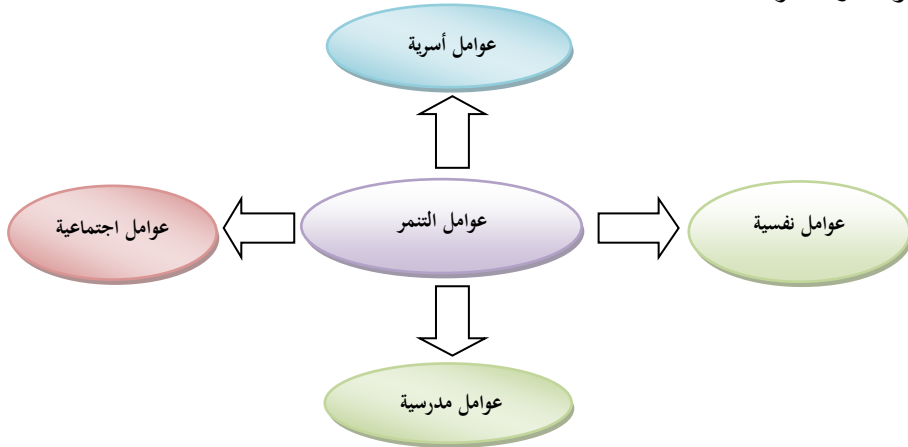 عوامل أسرية
عوامل نفسية
عوامل التنمر
عوامل اجتماعية
عوامل مدرسية